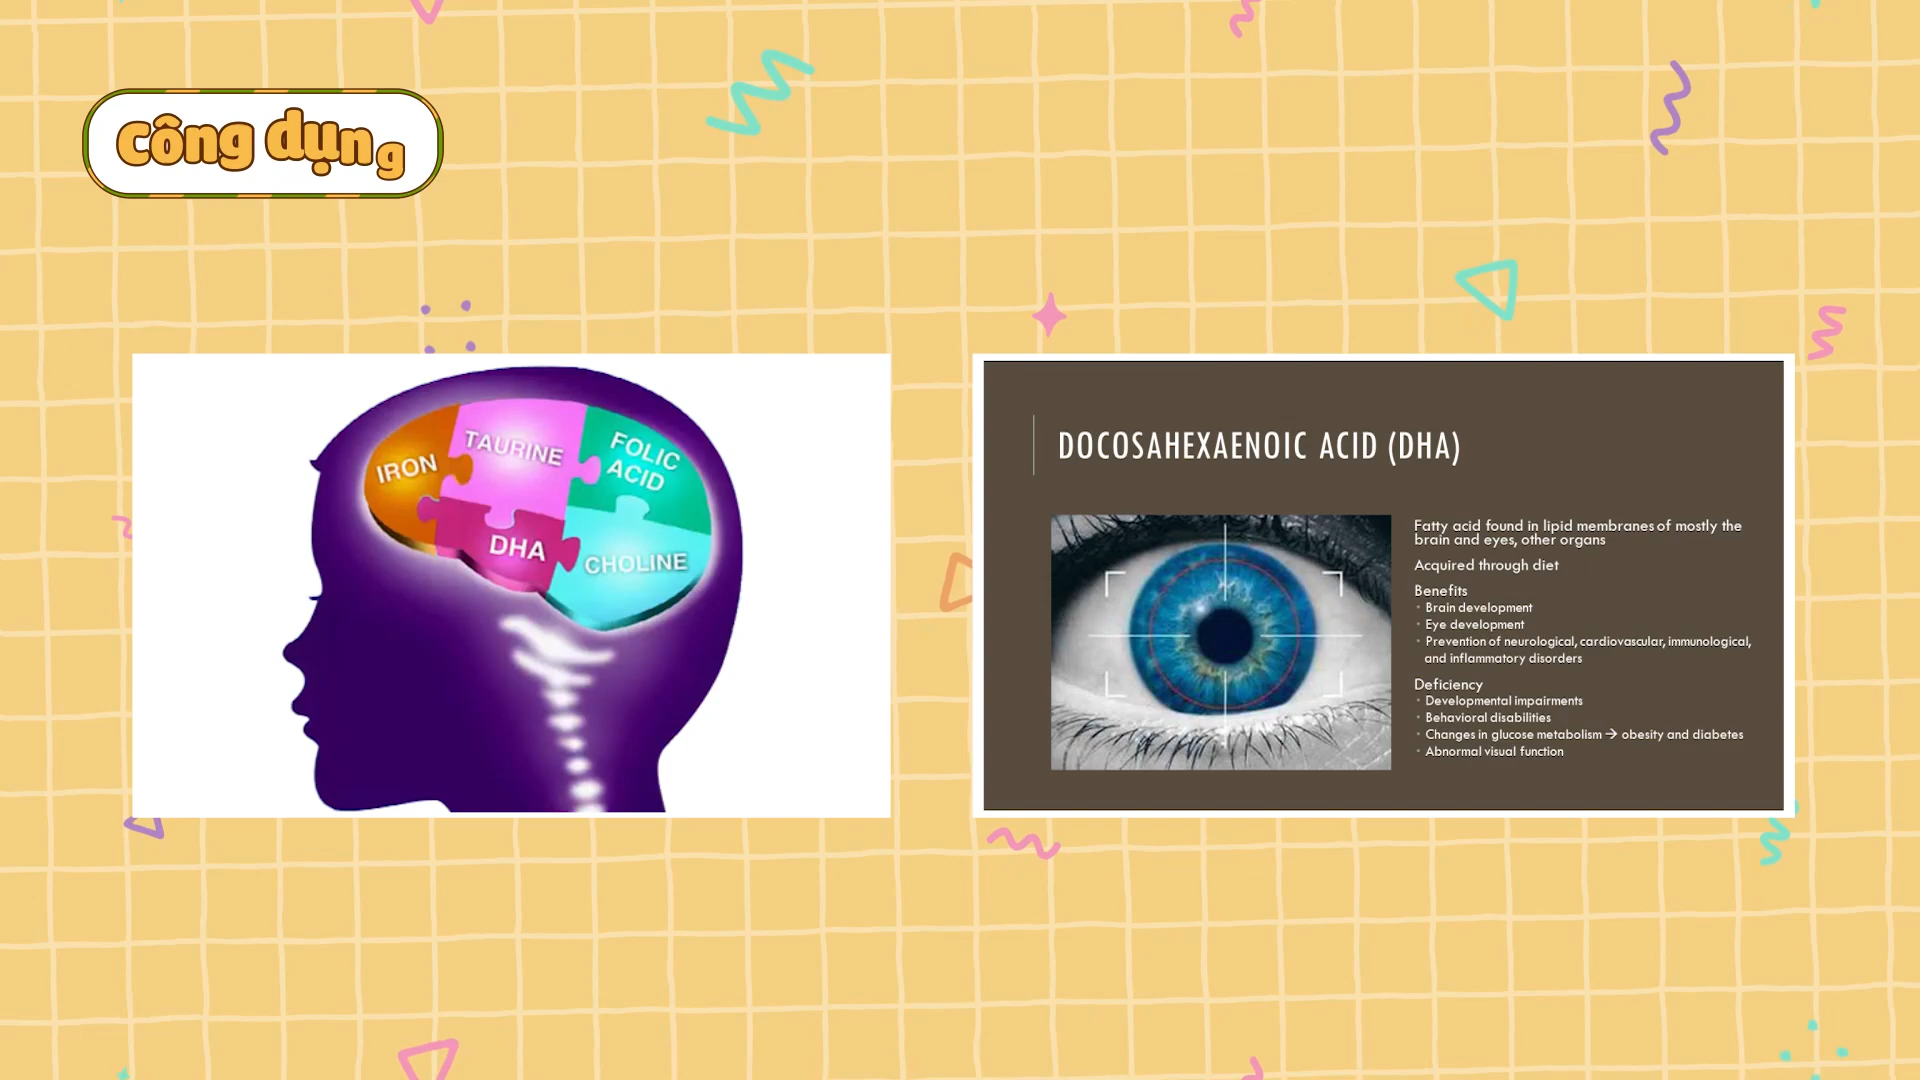 Công dụng
IRON
TAURINE
FOLIC
ACID
DHA
CHOLINE
DOCOSAHEXAENOIC ACID (DHA)
Fatty acid found in lipid membranes of mostly the
brain and eyes, other organs
Acquired through diet
Benefits
Brain development
Eye development
Prevention of neurological, cardiovascular, immunological,
and inflammatory disorders
Deficiency
Developmental impairments
Behavioral disabilities
Changes in glucose metabolism → obesity and diabetes
Abnormal visual function